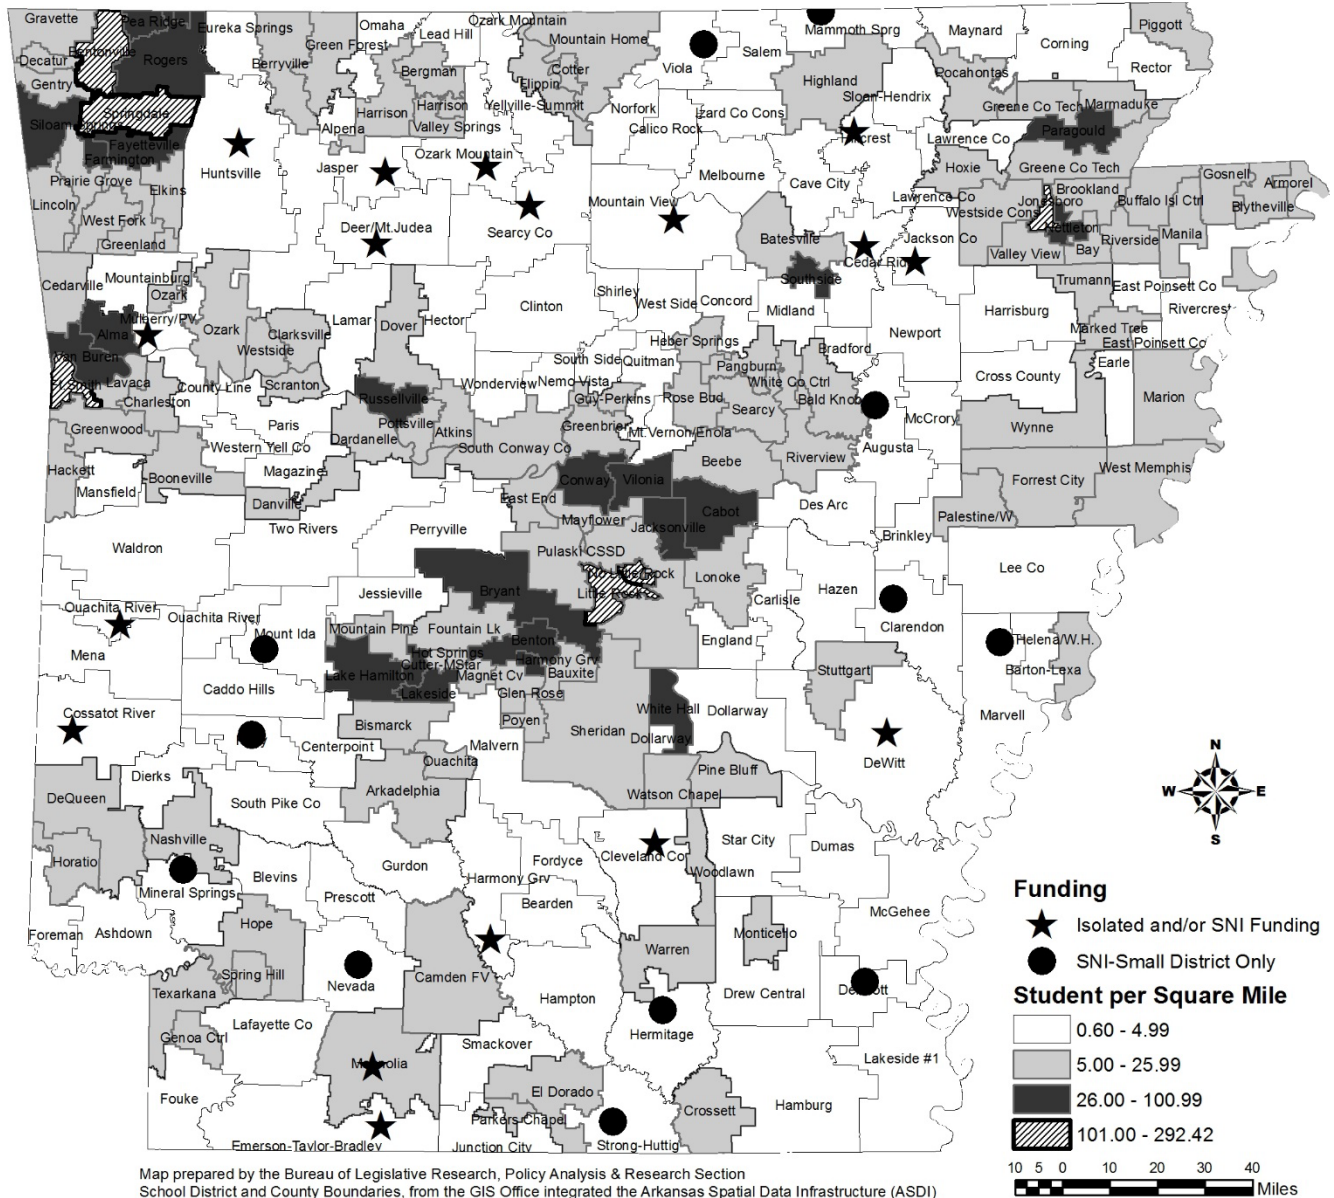 Gravette
Pea Ridge
Eureka Springs
Omaha
Ozark Mountain
Lead Hill
Mammoth Sprg
Maynard
Piggott
Corning
Bentonville
Green Forest
Mountain Home
Salem
Decatur
Rogers
Berryville
Bergman
Cotter
Viola
Rector
Gentry
Flippin
Highland
Pocahontas
Harrison
Harrison
Yellville-Summit
Norfork
Izard Co Cons
Sloan-Hendrix
Greene Co Tech
Marmaduke
Springdale
Siloam Springs
Alpena
Valley Springs
Calico Rock
Hillcrest
Lawrence Co
Paragould
Fayetteville
Farmington
Huntsville
Jasper
Ozark Mountain
Melbourne
Cave City
Hoxie
Greene Co Tech
Prairie Grove
Elkins
Gosnell
Armorel
Lincoln
West Fork
Mountain View
Lawrence Co
Westside Cons
Jonesboro
Brookland
Buffalo Isl Ctrl
Blytheville
Greenland
Deer/Mt.Judea
Searcy Co
Batesville
Jackson Co
Nettleton
Riverside
Manila
Cedar Ridge
Valley View
Bay
Cedarville
Mountainburg
Ozark
Southside
Trumann
East Poinsett Co
Clinton
Shirley
West Side
Concord
Midland
Harrisburg
Rivercrest
Alma
Mulberry/PV
Ozark
Clarksville
Lamar
Dover
Hector
Newport
Marked Tree
East Poinsett Co
Van Buren
Westside
Heber Springs
Bradford
Earle
Ft. Smith
Lavaca
County Line
Scranton
South Side
Quitman
Pangburn
Cross County
Charleston
Russellville
Wonderview
Nemo Vista
White Co Ctrl
Guy-Perkins
Rose Bud
Searcy
Bald Knob
Marion
Greenwood
Paris
Pottsville
Atkins
Greenbrier
Mt.Vernon/Enola
McCrory
Wynne
Western Yell Co
Dardanelle
South Conway Co
Augusta
Hackett
Magazine
Beebe
Riverview
West Memphis
Mansfield
Booneville
Conway
Vilonia
Forrest City
Danville
East End
Cabot
Des Arc
Two Rivers
Mayflower
Jacksonville
Palestine/W
Waldron
Perryville
Brinkley
Pulaski CSSD
Lee Co
No Little Rock
Lonoke
Hazen
Jessieville
Bryant
Little Rock
Carlisle
Ouachita River
Ouachita River
Clarendon
Mount Ida
Mountain Pine
Fountain Lk
Benton
England
Helena/W.H.
Mena
Hot Springs
Cutter-MStar
Harmony Grv
Barton-Lexa
Lake Hamilton
Magnet Cv
Bauxite
Stuttgart
Caddo Hills
Lakeside
Glen Rose
White Hall
Dollarway
Marvell
Cossatot River
Bismarck
Poyen
Sheridan
Dollarway
Centerpoint
Malvern
DeWitt
Dierks
Ouachita
Pine Bluff
DeQueen
South Pike Co
Arkadelphia
Watson Chapel
Nashville
Star City
Dumas
Horatio
Gurdon
Fordyce
Cleveland Co
Mineral Springs
Blevins
Harmony Grv
Woodlawn
Prescott
Bearden
McGehee
Foreman
Ashdown
Hope
Monticello
Warren
Spring Hill
Nevada
Camden FV
Texarkana
Hampton
Drew Central
Dermott
Lafayette Co
Hermitage
Genoa Ctrl
Smackover
Magnolia
Lakeside #1
Fouke
El Dorado
Crossett
Hamburg
Parkers Chapel
Emerson-Taylor-Bradley
Junction City
Strong-Huttig
N
W E
S
Funding
Isolated and/or SNI Funding
SNI-Small District Only
Student per Square Mile
0.60 - 4.99
5.00 - 25.99
26.00 - 100.99
101.00 - 292.42
10 5 0 10 20 30 40
Miles
Map prepared by the Bureau of Legislative Research, Policy Analysis & Research Section
School District and County Boundaries, from the GIS Office integrated the Arkansas Spatial Data Infrastructure (ASDI)